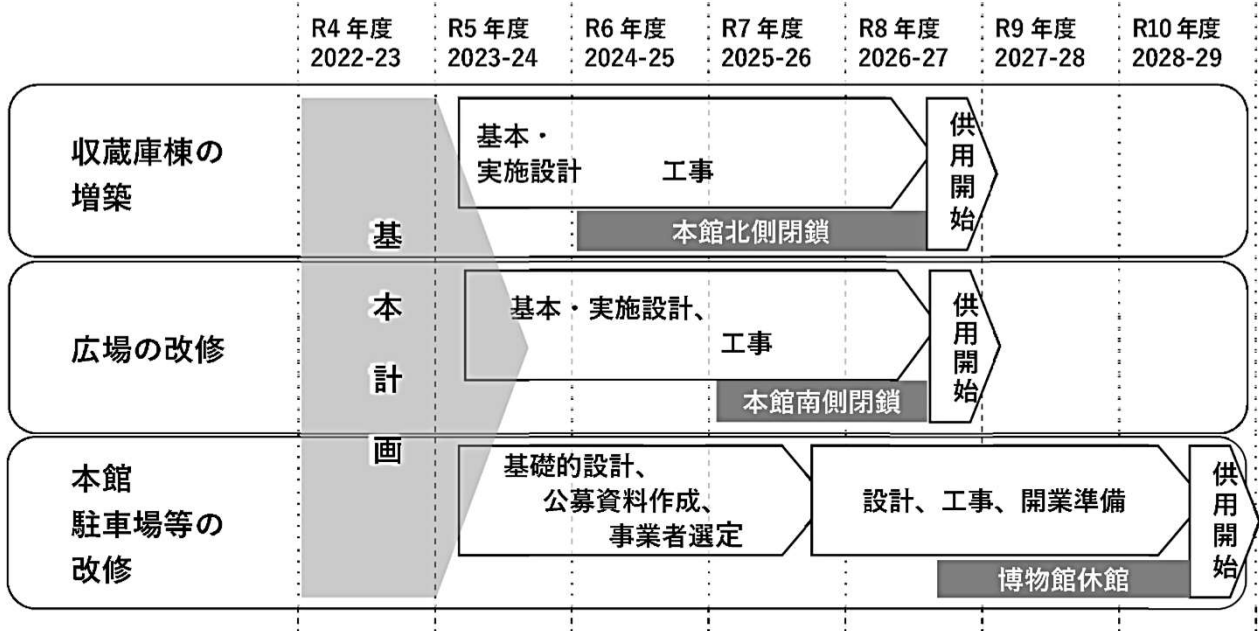 R4 年度
2022-23
R5 年度
2023-24
R6 年度
2024-25
R7 年度
2025-26
R8 年度
2026-27
R9 年度
2027-28
R10 年度
2028-29
基本計画
収蔵庫棟の
増築
基本・
実施設計 工事
本館北側閉鎖
供用開始
広場の改修
基本・実施設計、
工事
本館南側閉鎖
供用開始
本館
駐車場等の
改修
基礎的設計、
公募資料作成、
事業者選定
設計、工事、開業準備
博物館休館
供用開始